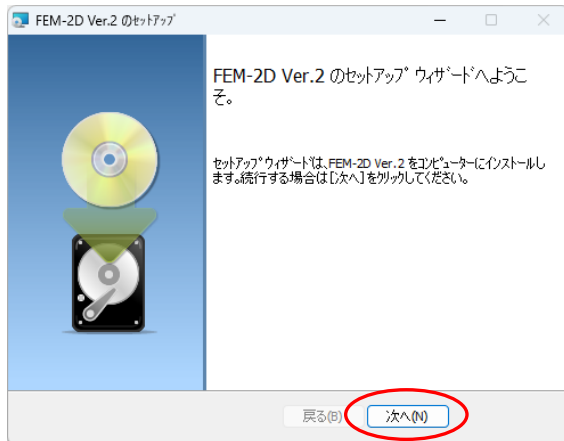 FEM-2D Ver.2 のｾｯﾄｱｯﾌﾟ
FEM-2D Ver.2 のｾｯﾄｱｯﾌﾟ ｳｨｻﾞｰﾄﾞへようこ
そ。
ｾｯﾄｱｯﾌﾟｳｨｻﾞｰﾄﾞは、FEM-2D Ver.2 をｺﾝﾋﾟｭｰﾀｰにｲﾝｽﾄｰﾙし
ます。続行する場合は[次へ]をｸﾘｯｸしてください。
戻る(B)
次へ(N)